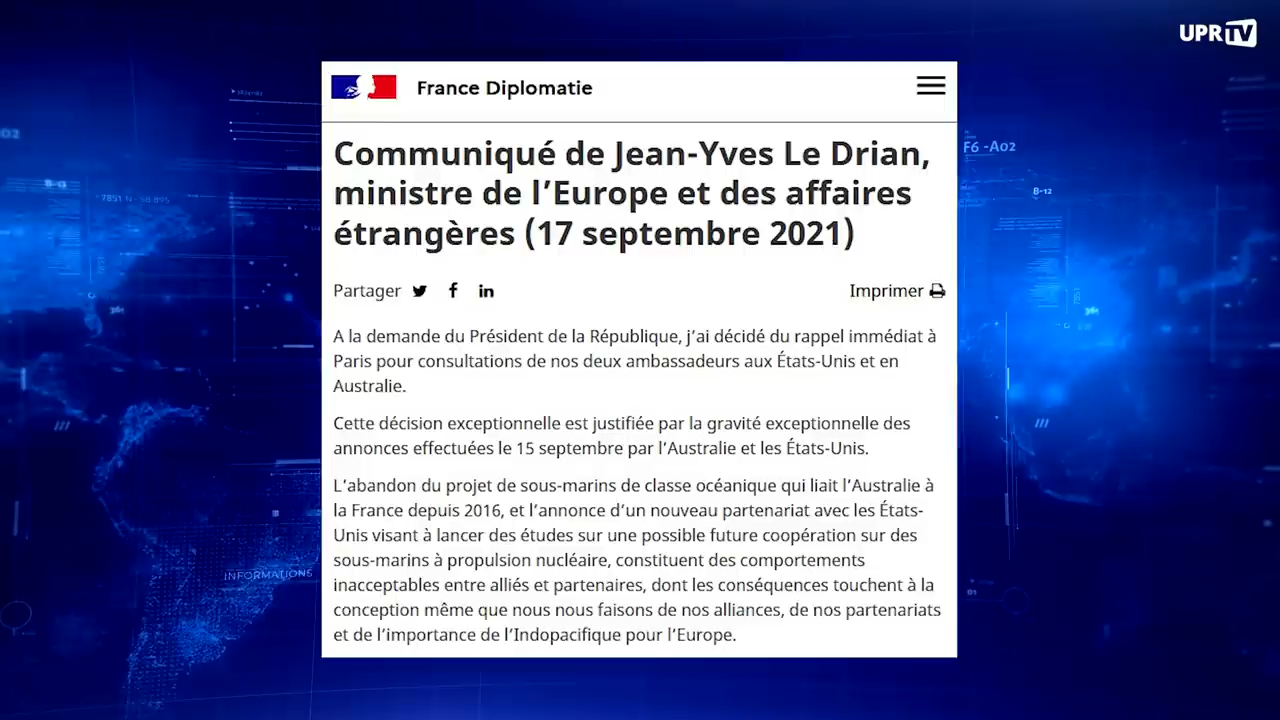 UPR TV
France Diplomatie
Communiqué de Jean-Yves Le Drian,
ministre de l’Europe et des affaires
étrangères (17 septembre 2021)
Partager
Imprimer
A la demande du Président de la République, j’ai décidé du rappel immédiat à
Paris pour consultations de nos deux ambassadeurs aux États-Unis et en
Australie.
Cette décision exceptionnelle est justifiée par la gravité exceptionnelle des
annonces effectuées le 15 septembre par l’Australie et les États-Unis.
L’abandon du projet de sous-marins de classe océanique qui liait l’Australie à
la France depuis 2016, et l’annonce d’un nouveau partenariat avec les États-
Unis visant à lancer des études sur une possible future coopération sur des
sous-marins à propulsion nucléaire, constituent des comportements
inacceptables entre alliés et partenaires, dont les conséquences touchent à la
conception même que nous nous faisons de nos alliances, de nos partenariats
et de l’importance de l’Indopacifique pour l’Europe.
F6 -A02
B-12
7851 N - 58.895
B-12
INFORMATIONS